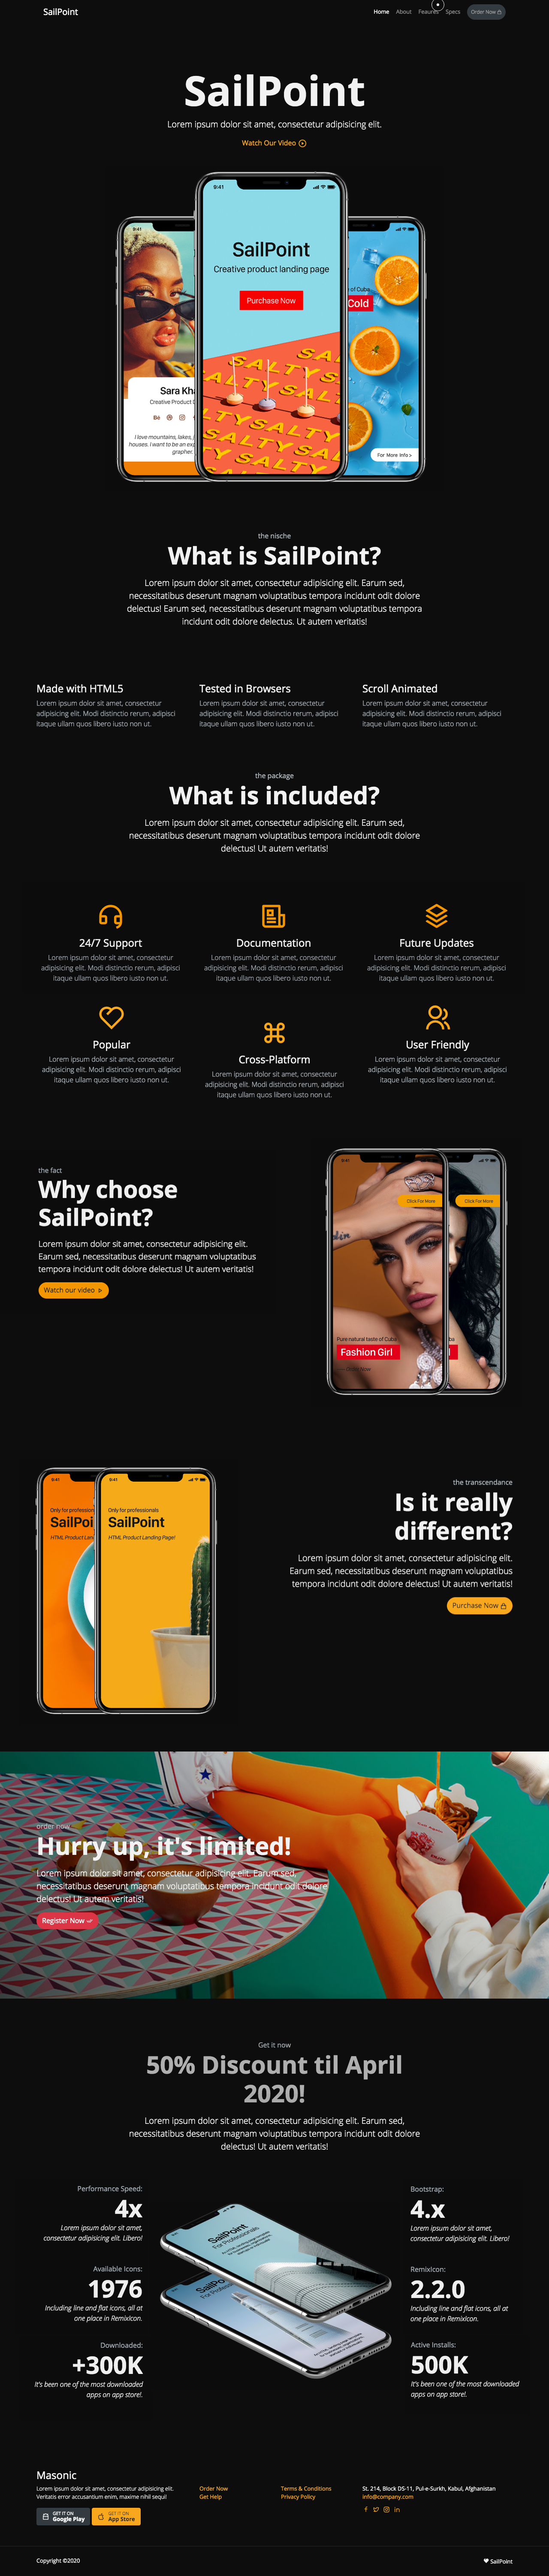 SailPoint
Home About Feaures Specs Order Now
SailPoint
Lorem ipsum dolor sit amet, consectetur adipisicing elit.
Watch Our Video
9:41
SailPoint
Creative product landing page
Purchase Now
SALTY
Sara Kh
Creative Product D
I love mountains, lakes,
houses. I want to be an ex
grapher.
9:41
e of Cuba
Cold
For More Info >
the nische
What is SailPoint?
Lorem ipsum dolor sit amet, consectetur adipisicing elit. Earum sed,
necessitatibus deserunt magnam voluptatibus tempora incidunt odit dolore
delectus! Earum sed, necessitatibus deserunt magnam voluptatibus tempora
incidunt odit dolore delectus. Ut autem veritatis!
Made with HTML5
Lorem ipsum dolor sit amet, consectetur
adipisicing elit. Modi distinctio rerum, adipisci
itaque ullam quos libero iusto non ut.
Tested in Browsers
Lorem ipsum dolor sit amet, consectetur
adipisicing elit. Modi distinctio rerum, adipisci
itaque ullam quos libero iusto non ut.
Scroll Animated
Lorem ipsum dolor sit amet, consectetur
adipisicing elit. Modi distinctio rerum, adipisci
itaque ullam quos libero iusto non ut.
the package
What is included?
Lorem ipsum dolor sit amet, consectetur adipisicing elit. Earum sed,
necessitatibus deserunt magnam voluptatibus tempora incidunt odit dolore
delectus! Ut autem veritatis!
24/7 Support
Lorem ipsum dolor sit amet, consectetur
adipisicing elit. Modi distinctio rerum, adipisci
itaque ullam quos libero iusto non ut.
Documentation
Lorem ipsum dolor sit amet, consectetur
adipisicing elit. Modi distinctio rerum, adipisci
itaque ullam quos libero iusto non ut.
Future Updates
Lorem ipsum dolor sit amet, consectetur
adipisicing elit. Modi distinctio rerum, adipisci
itaque ullam quos libero iusto non ut.
Popular
Lorem ipsum dolor sit amet, consectetur
adipisicing elit. Modi distinctio rerum, adipisci
itaque ullam quos libero iusto non ut.
Cross-Platform
Lorem ipsum dolor sit amet, consectetur
adipisicing elit. Modi distinctio rerum, adipisci
itaque ullam quos libero iusto non ut.
User Friendly
Lorem ipsum dolor sit amet, consectetur
adipisicing elit. Modi distinctio rerum, adipisci
itaque ullam quos libero iusto non ut.
the fact
Why choose
SailPoint?
Lorem ipsum dolor sit amet, consectetur adipisicing elit.
Earum sed, necessitatibus deserunt magnam voluptatibus
tempora incidunt odit dolore delectus! Ut autem veritatis!
Watch our video
9:41
Click For More
Click For More
Pure natural taste of Cuba
Fashion Girl
9:41
Only for professionals
SailPoi
HTML Product Lan
9:41
Only for professionals
SailPoint
HTML Product Landing Page!
the transcendance
Is it really
different?
Lorem ipsum dolor sit amet, consectetur adipisicing elit.
Earum sed, necessitatibus deserunt magnam voluptatibus
tempora incidunt odit dolore delectus! Ut autem veritatis!
Purchase Now
order now
Hurry up, it's limited!
Lorem ipsum dolor sit amet, consectetur adipisicing elit. Earum sed,
necessitatibus deserunt magnam voluptatibus tempora incidunt odit dolore
delectus! Ut autem veritatis!
Register Now
Get it now
50% Discount til April
2020!
Lorem ipsum dolor sit amet, consectetur adipisicing elit. Earum sed,
necessitatibus deserunt magnam voluptatibus tempora incidunt odit dolore
delectus! Ut autem veritatis!
Performance Speed:
4x
Lorem ipsum dolor sit amet,
consectetur adipisicing elit. Libero!
Available Icons:
1976
Including line and flat icons, all at
one place in RemixIcon.
Downloaded:
+300K
It's been one of the most downloaded
apps on app store!.
SailPoint
For Professionals
Bootstrap:
4.x
Lorem ipsum dolor sit amet,
consectetur adipisicing elit. Libero!
RemixIcon:
2.2.0
Including line and flat icons, all at
one place in RemixIcon.
Active Installs:
500K
It's been one of the most downloaded
apps on app store!.
Masonic
Lorem ipsum dolor sit amet, consectetur adipisicing elit.
Veritatis error accusantium enim, maxime nihil sequi!
GET IT ON
Google Play
GET IT ON
App Store
Order Now
Get Help
Terms & Conditions
Privacy Policy
St. 214, Block DS-11, Pul-e-Surkh, Kabul, Afghanistan
info@company.com
Copyright ©2020
SailPoint